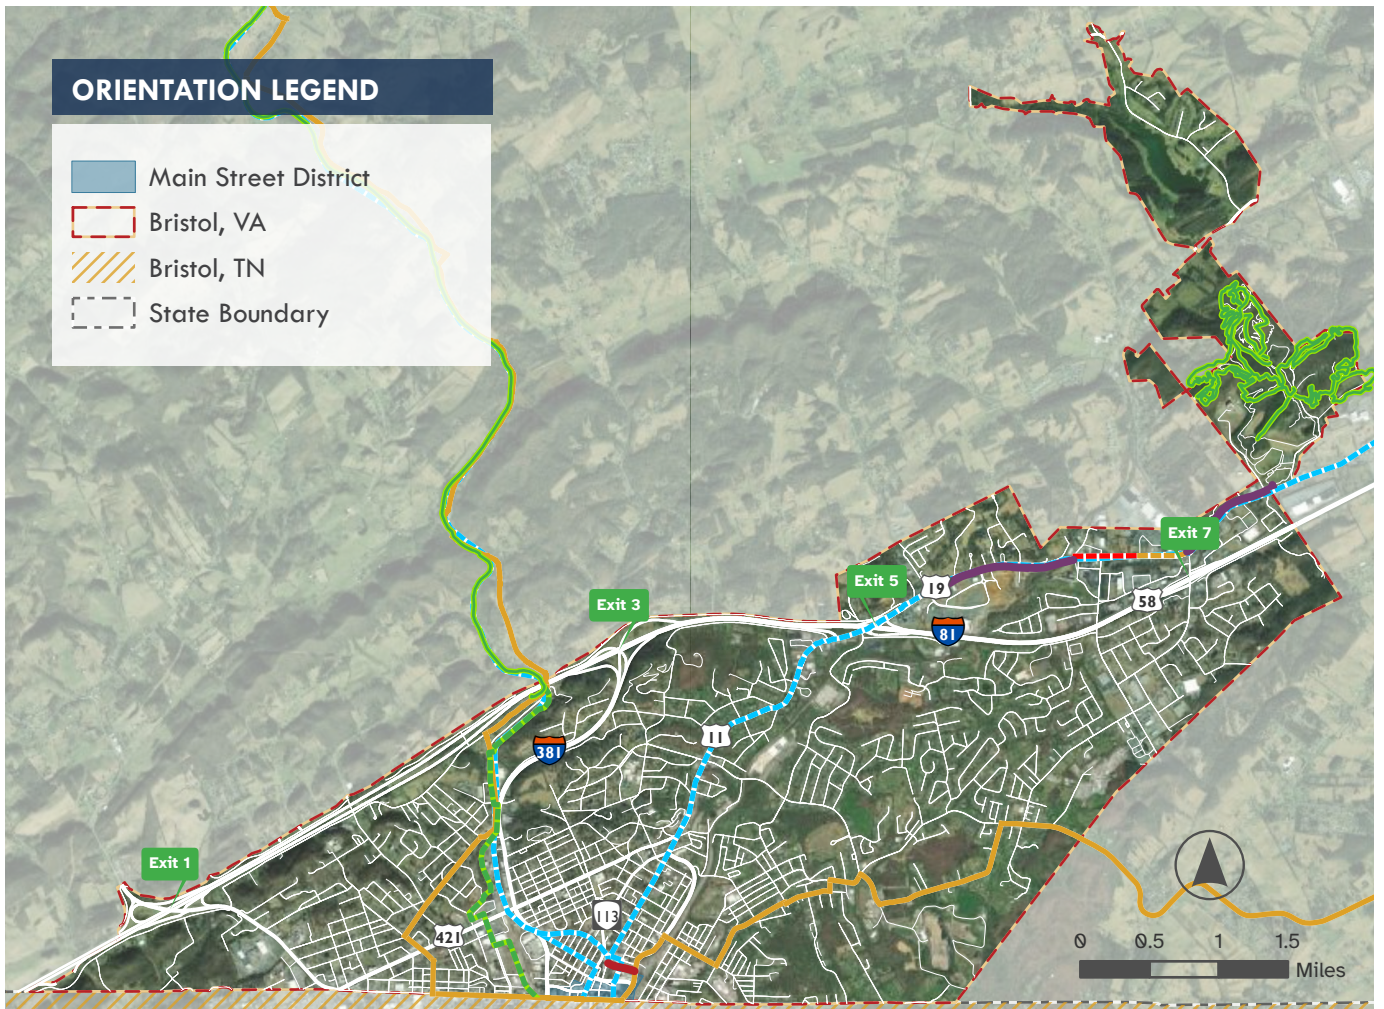 ORIENTATION LEGEND
Main Street District
Bristol, VA
Bristol, TN
State Boundary
Exit 7
Exit 5
19
58
Exit 3
81
11
381
Exit 1
113
421
0 0.5 1 1.5
Miles